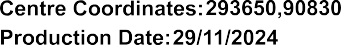 Centre Coordinates:293650,90830
Production Date:29/11/2024